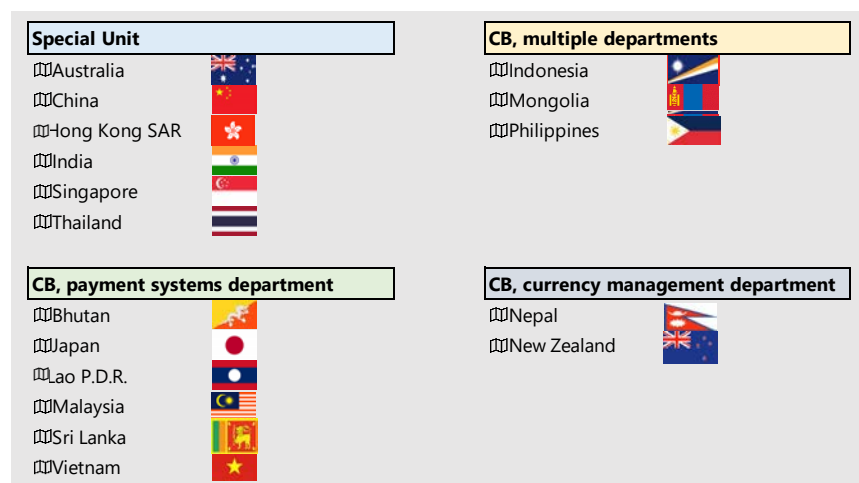 Special Unit
Australia
China
Hong Kong SAR
India
Singapore
Thailand
CB, multiple departments
Indonesia
Mongolia
Philippines
CB, payment systems department
Bhutan
Japan
Lao P.D.R.
Malaysia
Sri Lanka
Vietnam
CB, currency management department
Nepal
New Zealand